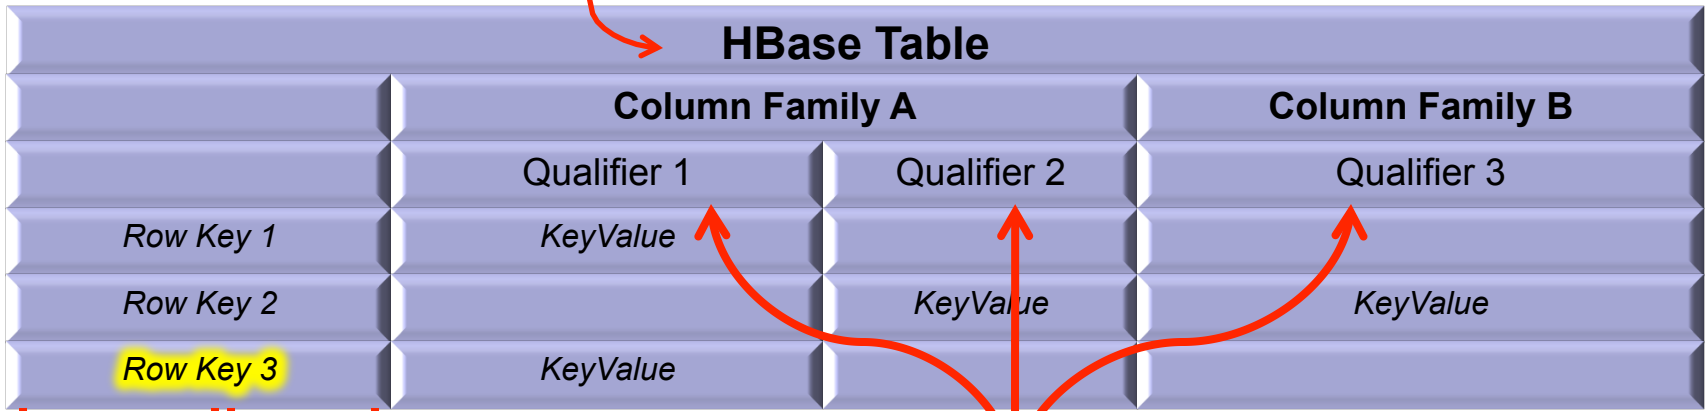 HBase Table
Column Family A Column Family B
Qualifier 1 Qualifier 2 Qualifier 3
Row Key 1 KeyValue
Row Key 2 KeyValue KeyValue
Row Key 3 KeyValue